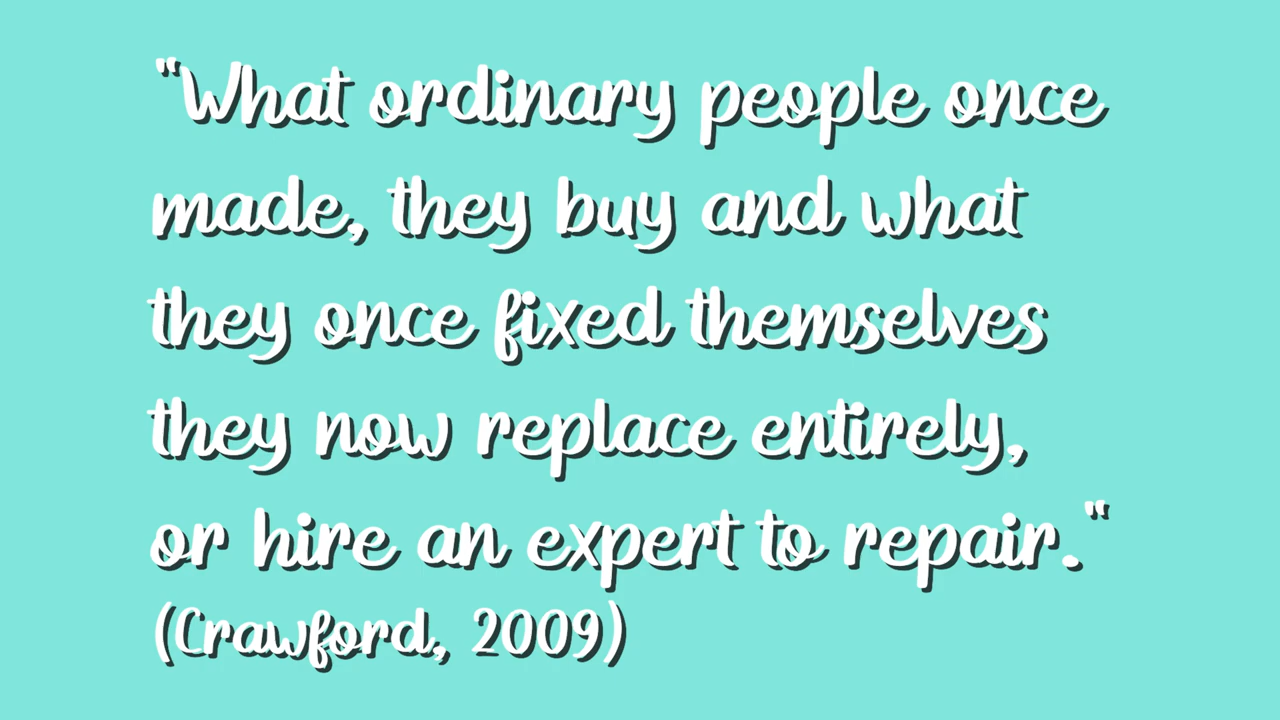 "What ordinary people once
made, they buy and what
they once fixed themselves
they now replace entirely,
or hire an expert to repair."
(Crawford, 2009)